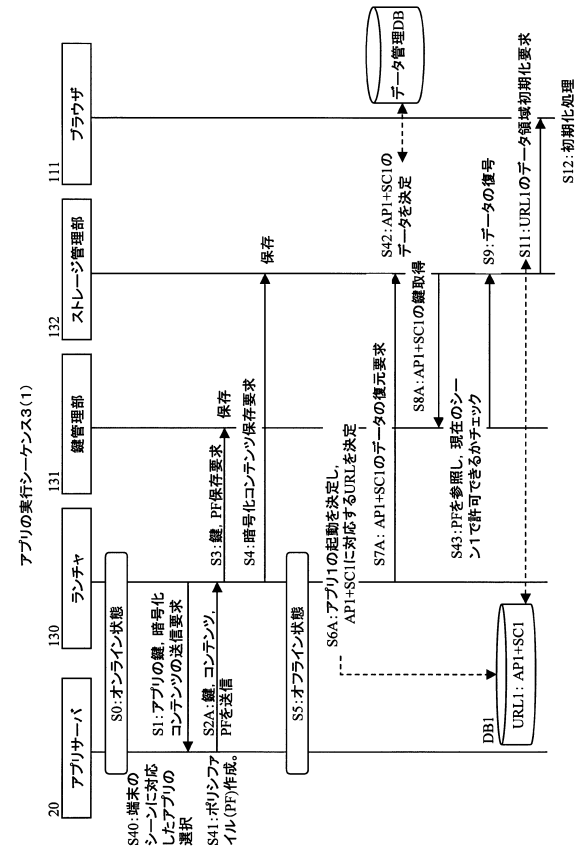 アプリの実行シーケンス3(1)
20
アプリサーバ
130
ランチャ
131
鍵管理部
132
ストレージ管理部
111
ブラウザ
S0:オンライン状態
S40:端末の
シーンに対応
したアプリの
選択
S1:アプリの鍵,暗号化
コンテンツの送信要求
S41:ポリシファ
イル(PF)作成。
S2A:鍵,コンテンツ,
PFを送信
S3:鍵,PF保存要求
保存
S4:暗号化コンテンツ保存要求
保存
S5:オフライン状態
S6A:アプリ1の起動を決定し,
AP1+SC1に対応するURLを決定
S7A: AP1+SC1のデータの復元要求
S42:AP1+SC1の
データを決定
データ管理DB
S8A:AP1+SC1の鍵取得
S43:PFを参照し,現在のシー
ン1で許可できるかチェック
S9:データの復号
DB1
URL1: AP1+SC1
S11:URL1のデータ領域初期化要求
S12:初期化処理